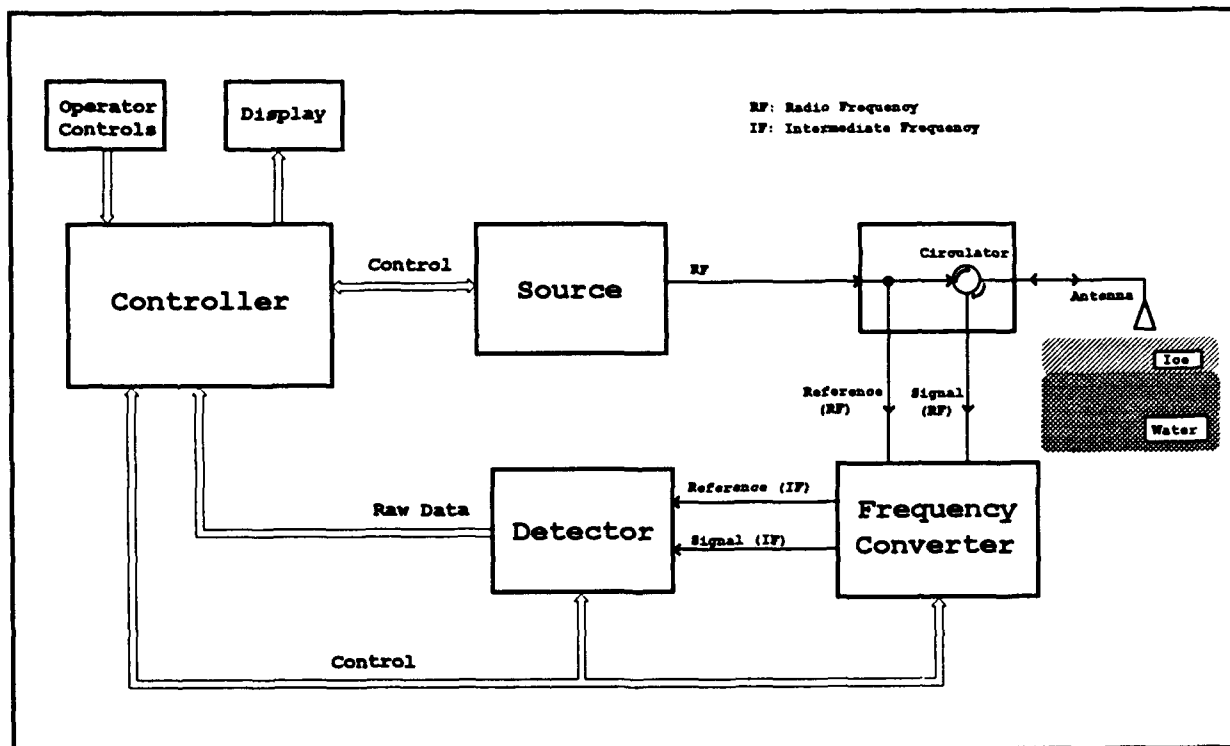 Operator
Controls
Display
RF: Radio Frequency
IF: Intermediate Frequency
Controller
Control
Source
RF
Circulator
Antenna
Ice
Water
Reference
(RF)
Signal
(RF)
Raw Data
Detector
Reference (IF)
Signal (IF)
Frequency
Converter
Control